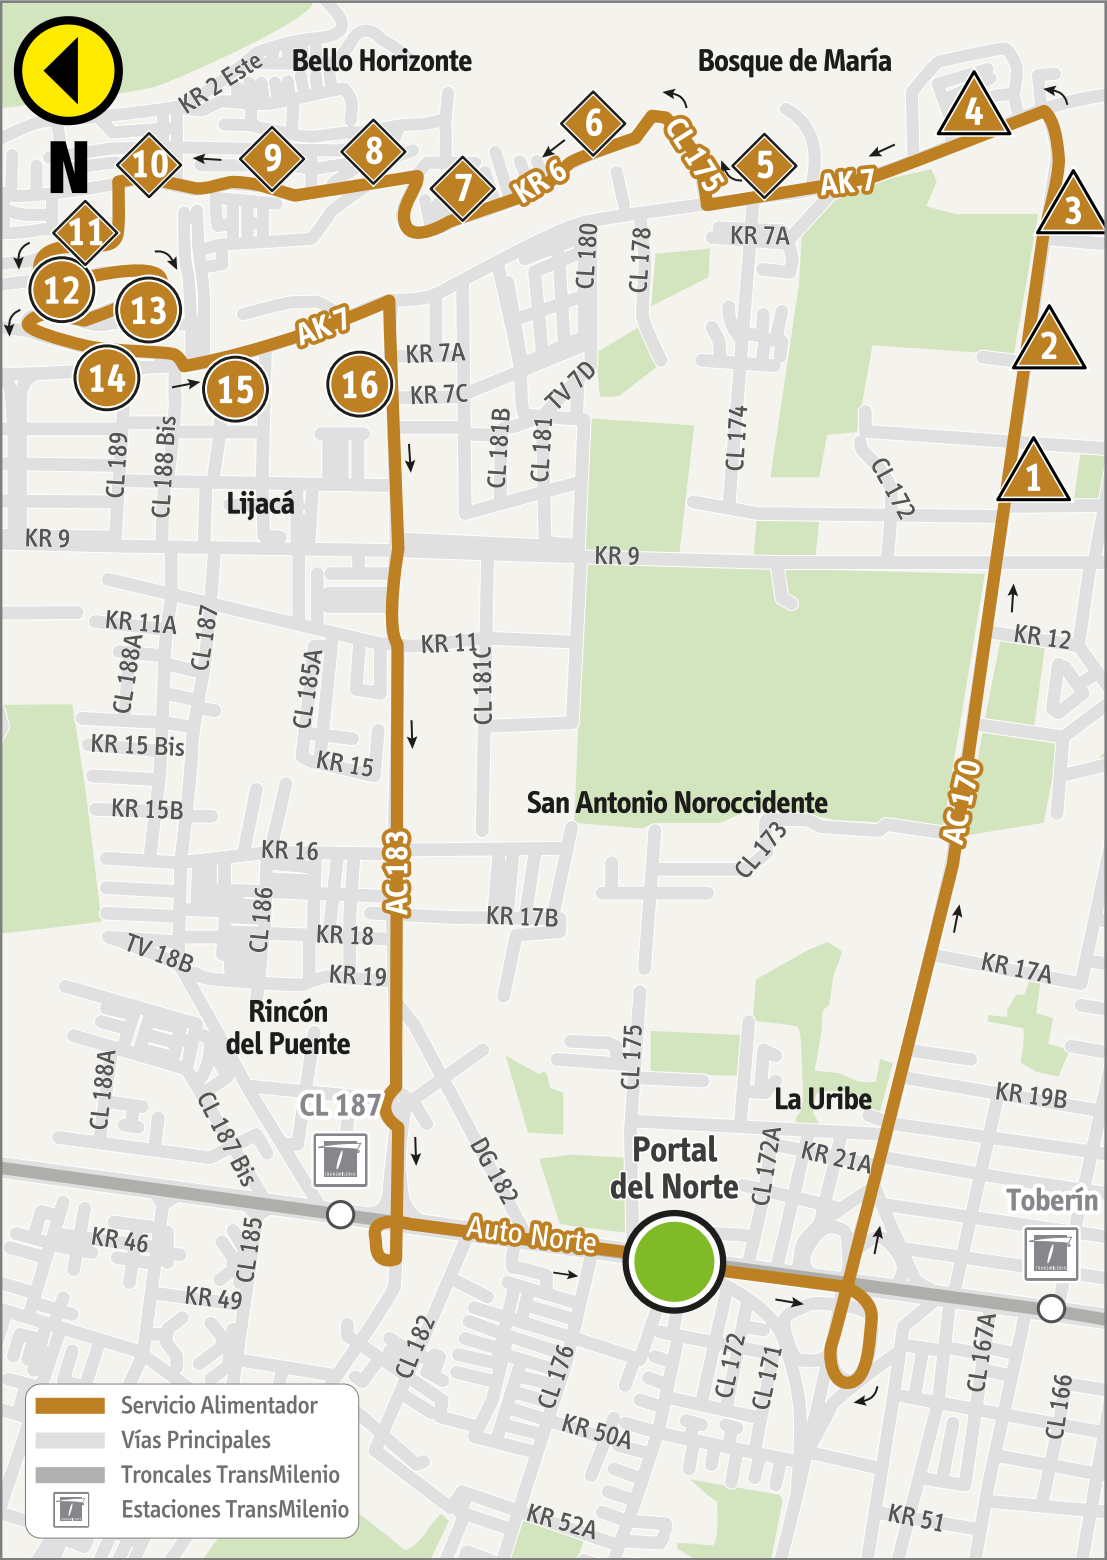 Bello Horizonte
Bosque de María
KR 2 Este
N
4
6
CL 175
5
10
9
8
7
KR 6
AK 7
3
11
CL 180
CL 178
KR 7A
12
13
AK 7
2
14
15
16
KR 7A
KR 7C
TV 7D
CL 189
CL 188 Bis
CL 181B
CL 181
CL 174
CL 172
1
Lijacá
KR 9
KR 9
KR 11A
CL 188A
CL 187
CL 185A
KR 11
CL 181C
KR 12
KR 15 Bis
KR 15
KR 15B
San Antonio Noroccidente
AC 170
KR 16
AC 183
CL 173
CL 186
KR 17B
KR 18
TV 18B
KR 19
KR 17A
Rincón
del Puente
CL 175
CL 188A
CL 187
La Uribe
KR 19B
CL 187 Bis
TRANSMILENIO
DG 182
Portal
del Norte
CL 172A
KR 21A
Toberín
TRANSMILENIO
KR 46
CL 185
Auto Norte
KR 49
CL 182
CL 176
CL 172
CL 171
CL 167A
CL 166
Servicio Alimentador
Vías Principales
Troncales TransMilenio
Estaciones TransMilenio
KR 50A
KR 52A
KR 51